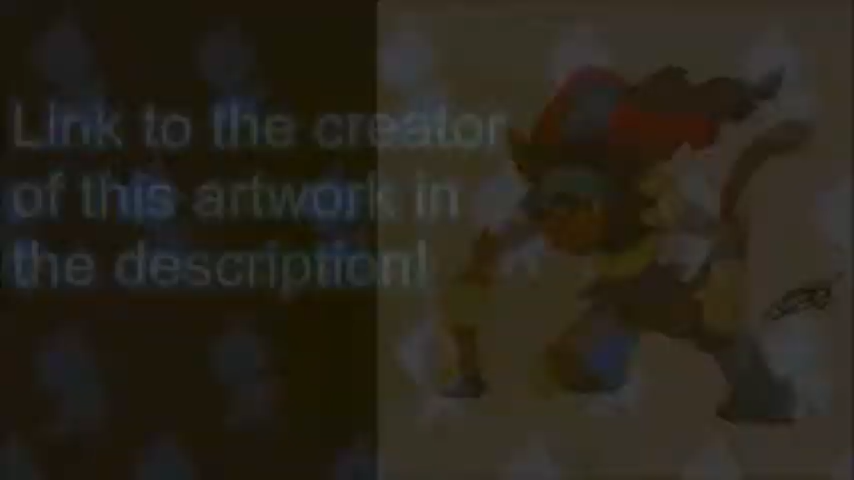 Link to the creator
of this artwork in
the description!